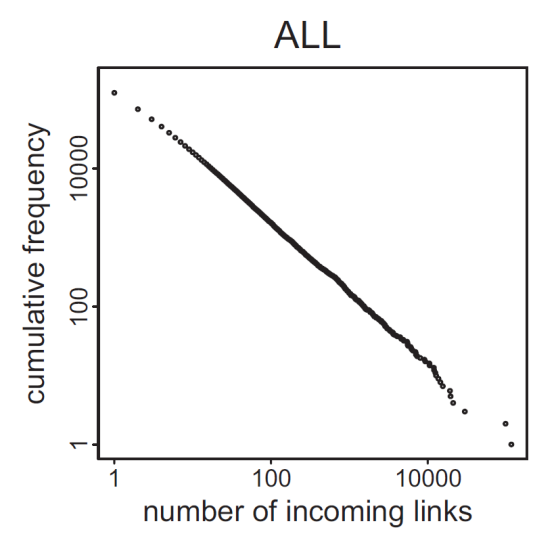 ALL
cumulative frequency
10000
100
1
1
100
10000
number of incoming links